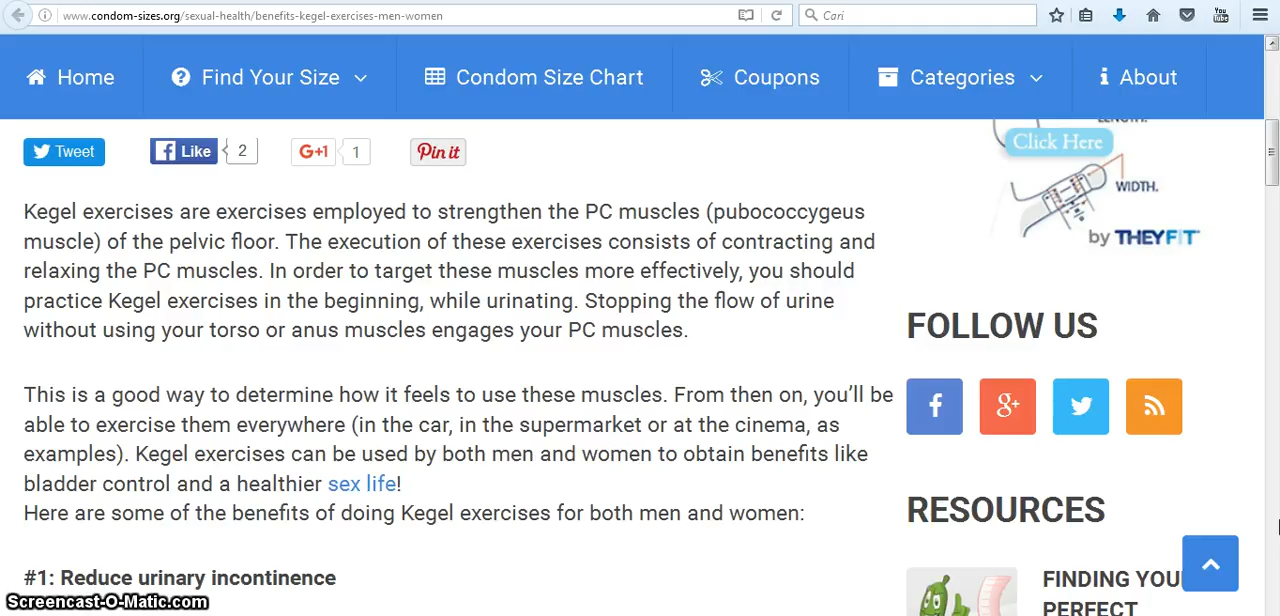 www.condom-sizes.org/sexual-health/benefits-kegel-exercises-men-women
Cari
You Tube
Home
Find Your Size
Condom Size Chart
Coupons
Categories
About
Tweet
Like 2
G+1 1
Pin it
Click Here
WIDTH.
by THEYFIT
Kegel exercises are exercises employed to strengthen the PC muscles (pubococcygeus
muscle) of the pelvic floor. The execution of these exercises consists of contracting and
relaxing the PC muscles. In order to target these muscles more effectively, you should
practice Kegel exercises in the beginning, while urinating. Stopping the flow of urine
without using your torso or anus muscles engages your PC muscles.
This is a good way to determine how it feels to use these muscles. From then on, you’ll be
able to exercise them everywhere (in the car, in the supermarket or at the cinema, as
examples). Kegel exercises can be used by both men and women to obtain benefits like
bladder control and a healthier sex life!
Here are some of the benefits of doing Kegel exercises for both men and women:
#1: Reduce urinary incontinence
FOLLOW US
RESOURCES
FINDING YOU
PERFECT
Screencast-O-Matic.com